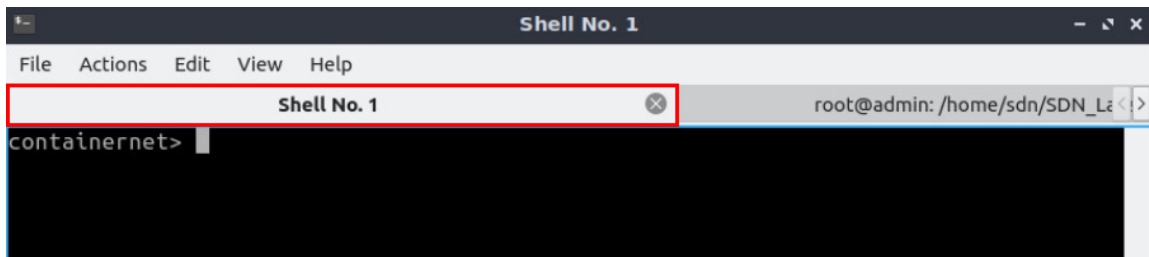 Shell No. 1
File Actions Edit View Help
Shell No. 1 root@admin: /home/sdn/SDN_La
containernet>